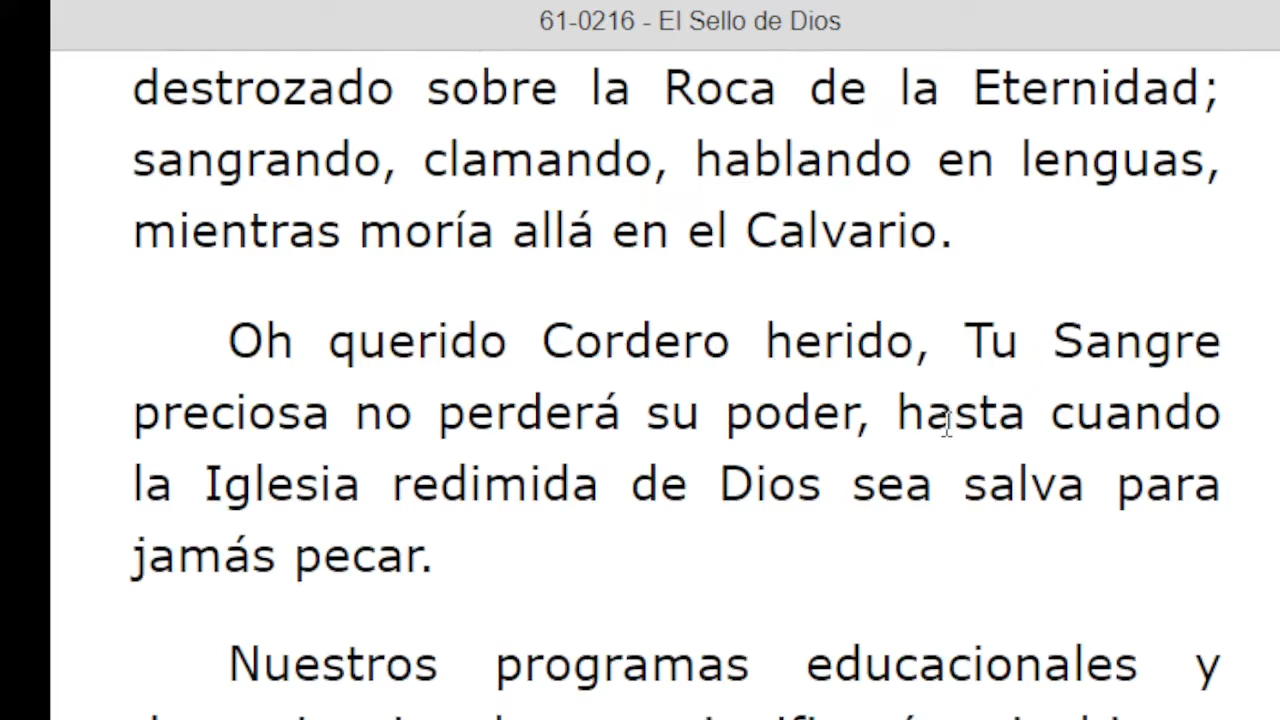 61-0216 - El Sello de Dios
destrozado sobre la Roca de la Eternidad;
sangrando, clamando, hablando en lenguas,
mientras moría allá en el Calvario.
Oh querido Cordero herido, Tu Sangre
preciosa no perderá su poder, hasta cuando
la Iglesia redimida de Dios sea salva para
jamás pecar.
Nuestros programas educacionales y